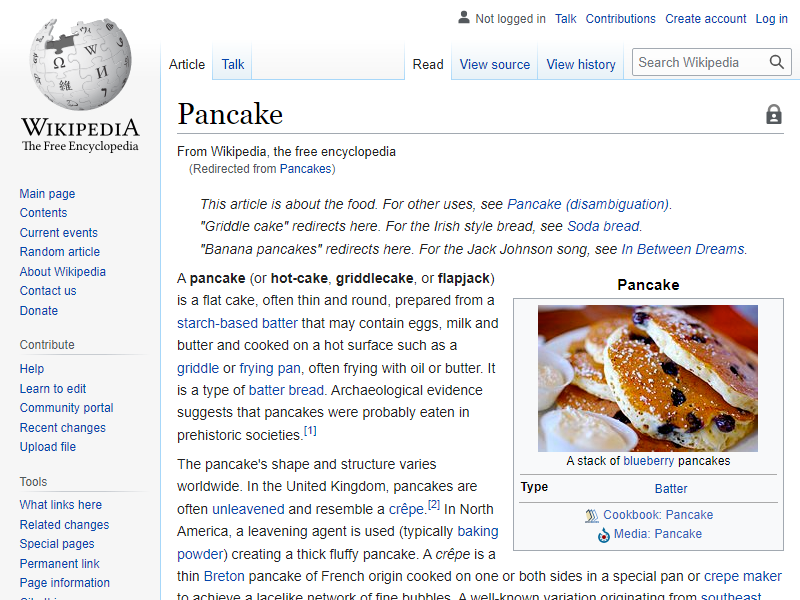 Not logged in Talk Contributions Create account Log in
Article Talk Read View source View history Search Wikipedia
WIKIPEDIA
The Free Encyclopedia
Main page
Contents
Current events
Random article
About Wikipedia
Contact us
Donate
Contribute
Help
Learn to edit
Community portal
Recent changes
Upload file
Tools
What links here
Related changes
Special pages
Permanent link
Page information
Pancake
From Wikipedia, the free encyclopedia
(Redirected from Pancakes)
This article is about the food. For other uses, see Pancake (disambiguation).
"Griddle cake" redirects here. For the Irish style bread, see Soda bread.
"Banana pancakes" redirects here. For the Jack Johnson song, see In Between Dreams.
A pancake (or hot-cake, griddlecake, or flapjack)
is a flat cake, often thin and round, prepared from a
starch-based batter that may contain eggs, milk and
butter and cooked on a hot surface such as a
griddle or frying pan, often frying with oil or butter. It
is a type of batter bread. Archaeological evidence
suggests that pancakes were probably eaten in
prehistoric societies.[1]
The pancake's shape and structure varies
worldwide. In the United Kingdom, pancakes are
often unleavened and resemble a crêpe.[2] In North
America, a leavening agent is used (typically baking
powder) creating a thick fluffy pancake. A crêpe is a
thin Breton pancake of French origin cooked on one or both sides in a special pan or crepe maker
to achieve a lacelike network of fine bubbles. A well-known variation originating from southeast
Pancake
A stack of blueberry pancakes
Type Batter
Cookbook: Pancake
Media: Pancake